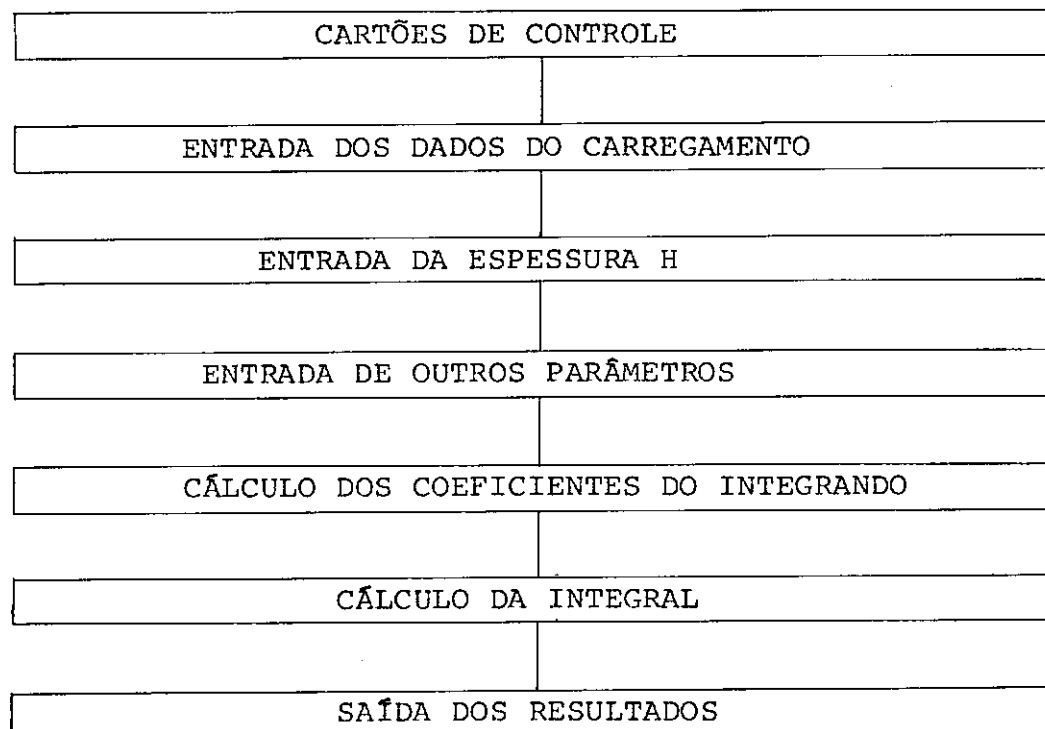 CARTÕES DE CONTROLE
ENTRADA DOS DADOS DO CARREGAMENTO
ENTRADA DA ESPESSURA H
ENTRADA DE OUTROS PARÂMETROS
CÁLCULO DOS COEFICIENTES DO INTEGRANDO
CÁLCULO DA INTEGRAL
SAÍDA DOS RESULTADOS